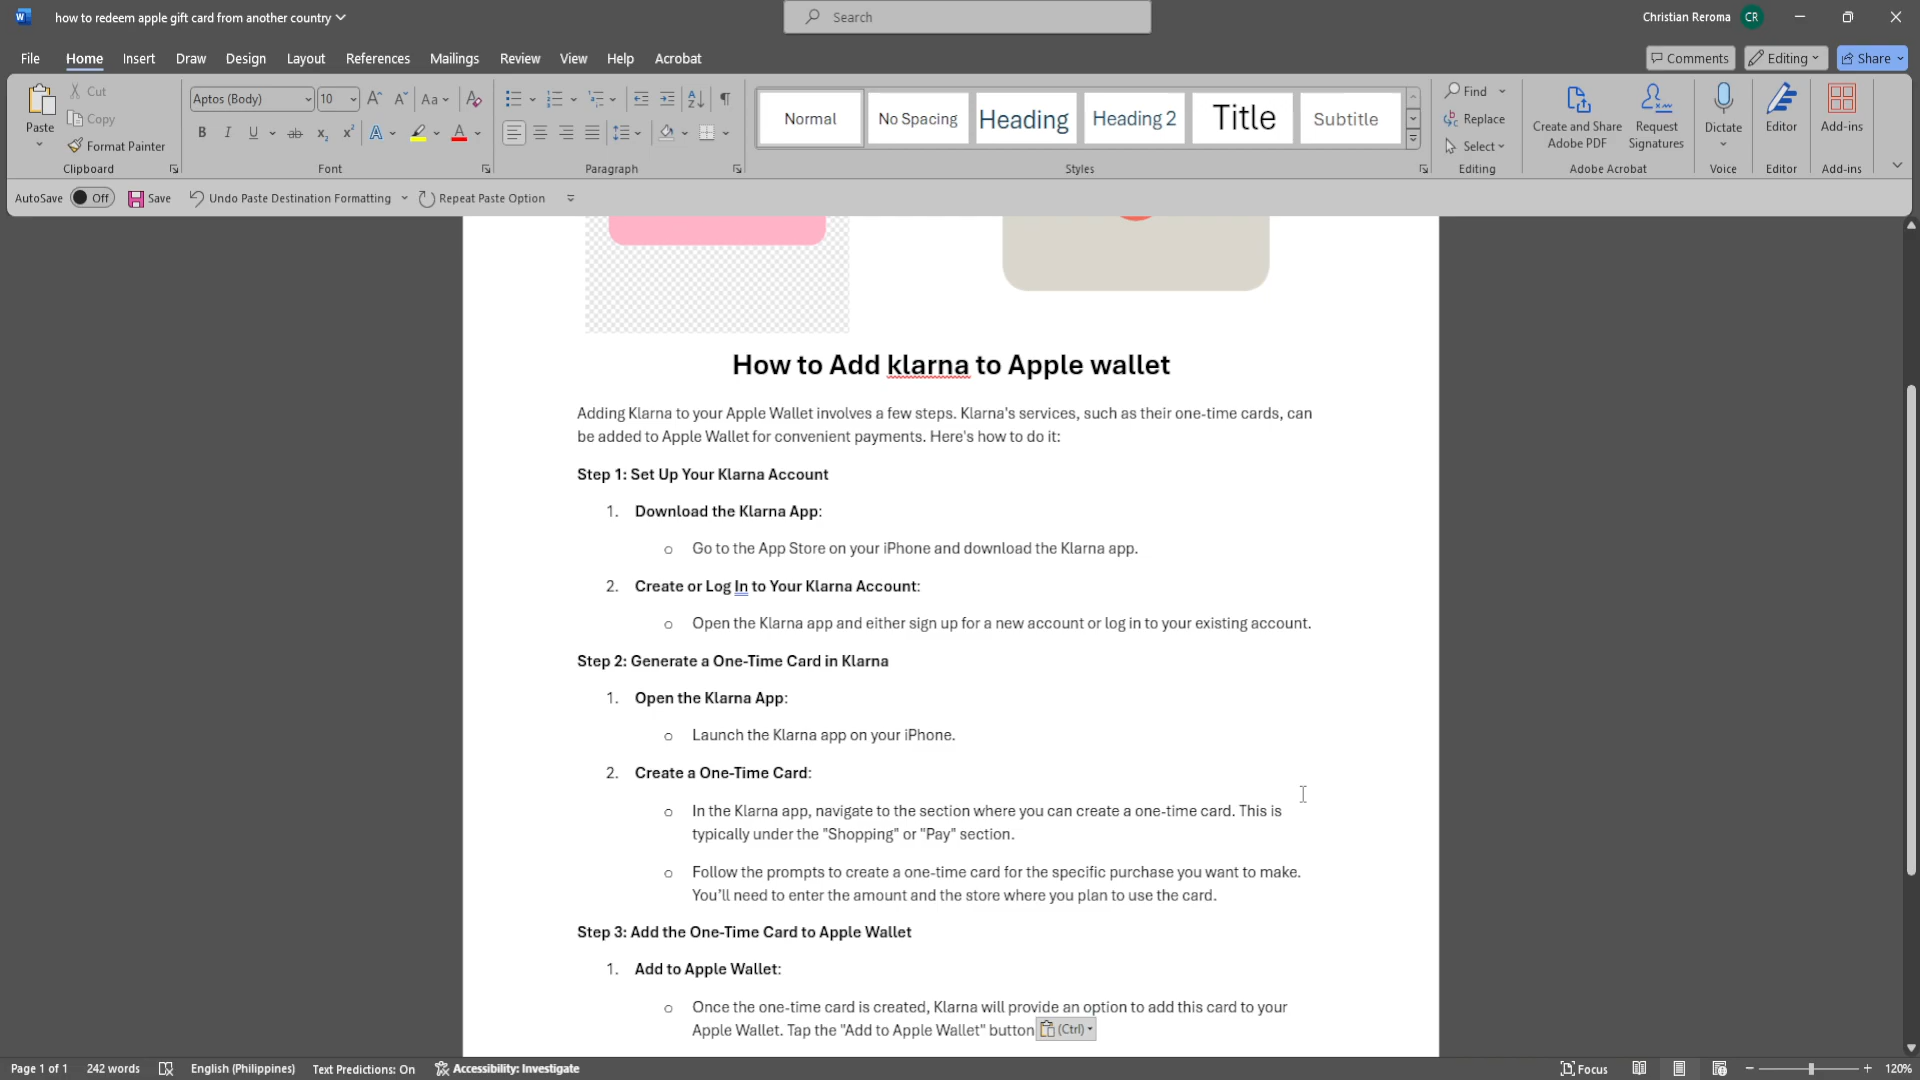 how to redeem apple gift card from another country
Search
Christian Reroma
CR
File
Home
Insert
Draw
Design
Layout
References
Mailings
Review
View
Help
Acrobat
Comments
Editing
Share
Paste
Cut
Copy
Format Painter
Clipboard
Aptos (Body)
10
Font
Paragraph
Normal
No Spacing
Heading
Heading 2
Title
Subtitle
Styles
Find
Replace
Select
Editing
Create and Share
Adobe PDF
Request
Signatures
Adobe Acrobat
Dictate
Voice
Editor
Editor
Add-ins
Add-ins
AutoSave
Off
Save
Undo Paste Destination Formatting
Repeat Paste Option
How to Add klarna to Apple wallet
Adding Klarna to your Apple Wallet involves a few steps. Klarna's services, such as their one-time cards, can
be added to Apple Wallet for convenient payments. Here's how to do it:
Step 1: Set Up Your Klarna Account
1. Download the Klarna App:
o Go to the App Store on your iPhone and download the Klarna app.
2. Create or Log In to Your Klarna Account:
o Open the Klarna app and either sign up for a new account or log in to your existing account.
Step 2: Generate a One-Time Card in Klarna
1. Open the Klarna App:
o Launch the Klarna app on your iPhone.
2. Create a One-Time Card:
o In the Klarna app, navigate to the section where you can create a one-time card. This is
typically under the "Shopping" or "Pay" section.
o Follow the prompts to create a one-time card for the specific purchase you want to make.
You’ll need to enter the amount and the store where you plan to use the card.
Step 3: Add the One-Time Card to Apple Wallet
1. Add to Apple Wallet:
o Once the one-time card is created, Klarna will provide an option to add this card to your
Apple Wallet. Tap the "Add to Apple Wallet" button
(Ctrl)
Page 1 of 1
242 words
English (Philippines)
Text Predictions: On
Accessibility: Investigate
Focus
120%